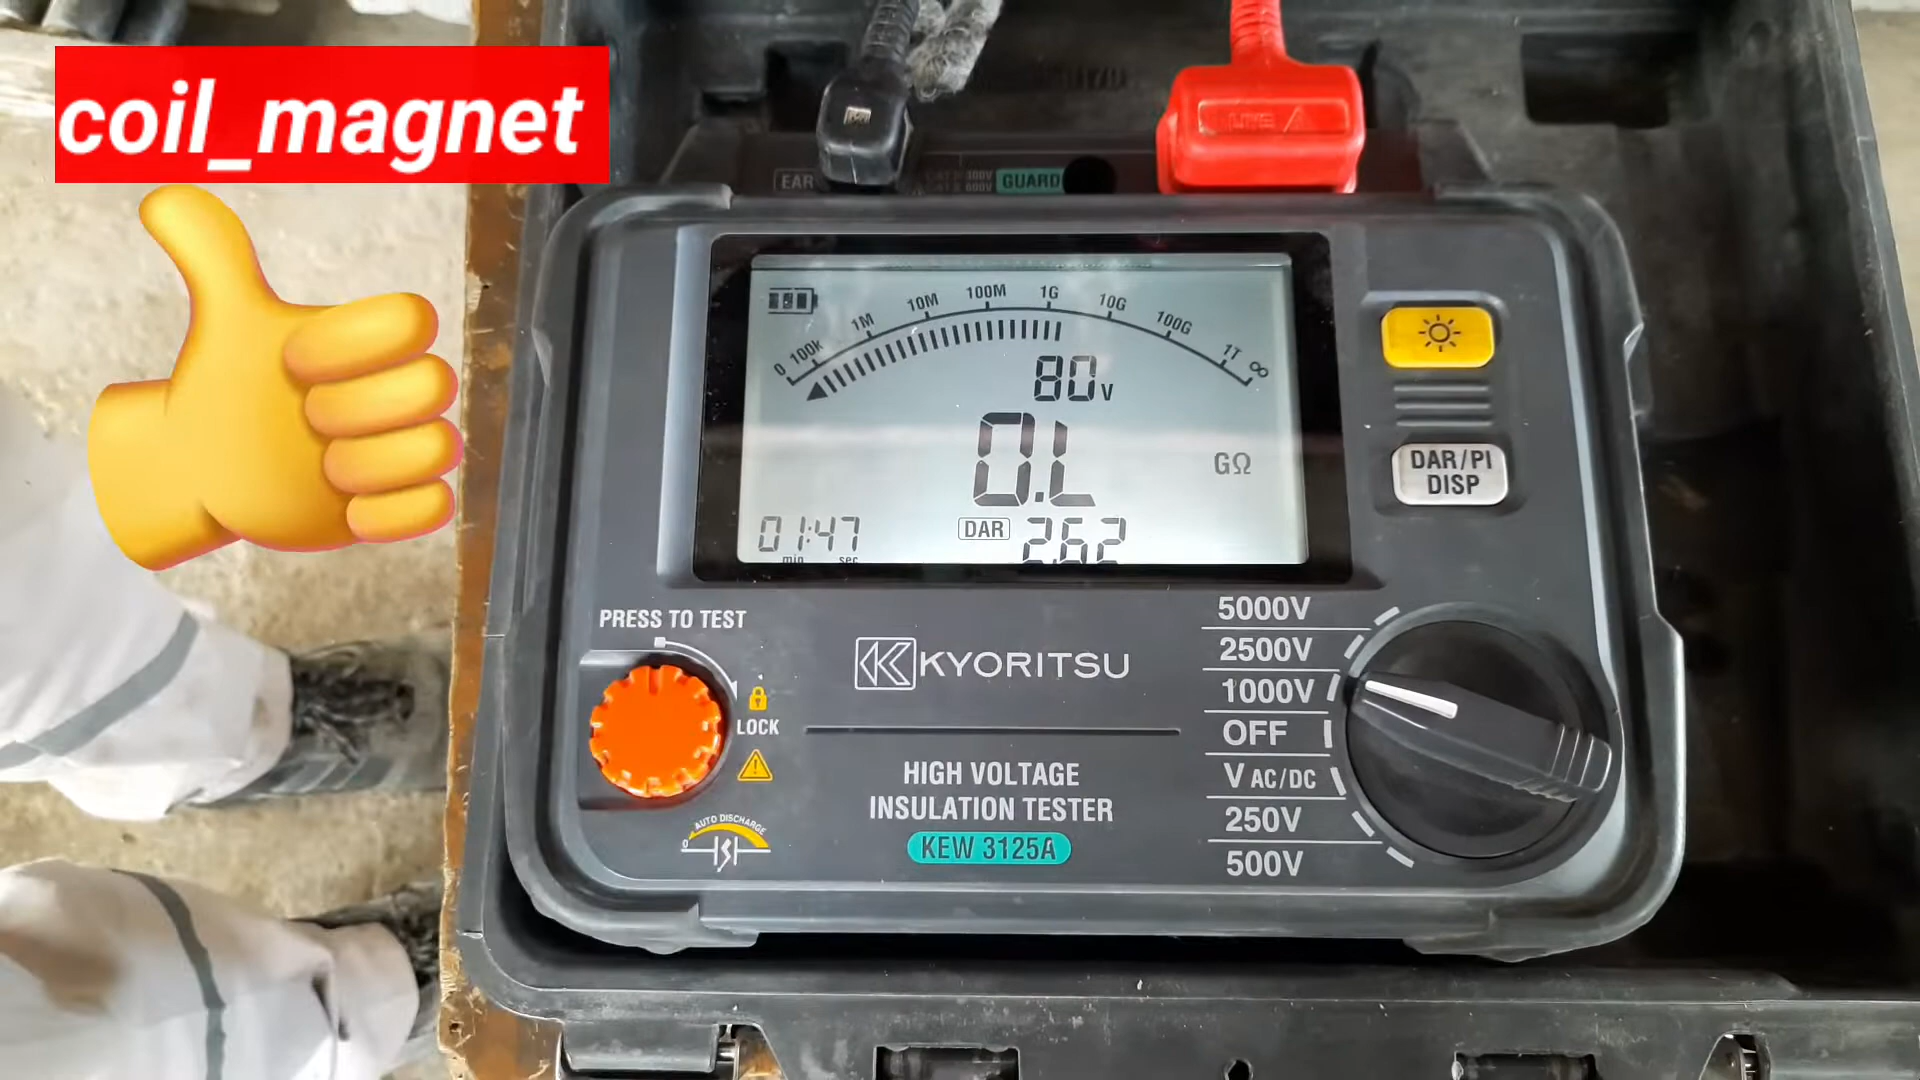 coil_magnet
LINE
EAR
GUARD
0 100k 1M 10M 100M 1G 10G 100G 1T ∞
80V
O.L
GΩ
01:47
min sec
DAR 2.62
DAR/PI
DISP
PRESS TO TEST
LOCK
AUTO DISCHARGE
0
KYORITSU
HIGH VOLTAGE
INSULATION TESTER
KEW 3125A
5000V
2500V
1000V
OFF
V AC/DC
250V
500V